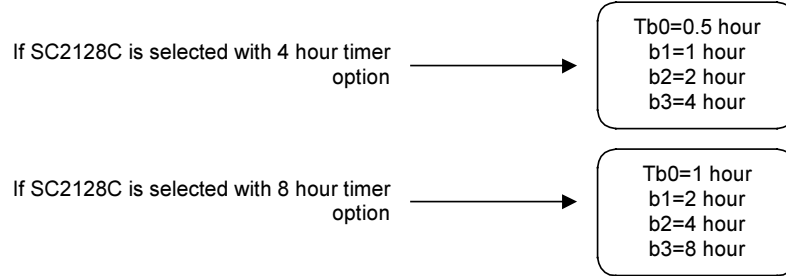 If SC2128C is selected with 4 hour timer
option
Tb0=0.5 hour
b1=1 hour
b2=2 hour
b3=4 hour
If SC2128C is selected with 8 hour timer
option
Tb0=1 hour
b1=2 hour
b2=4 hour
b3=8 hour